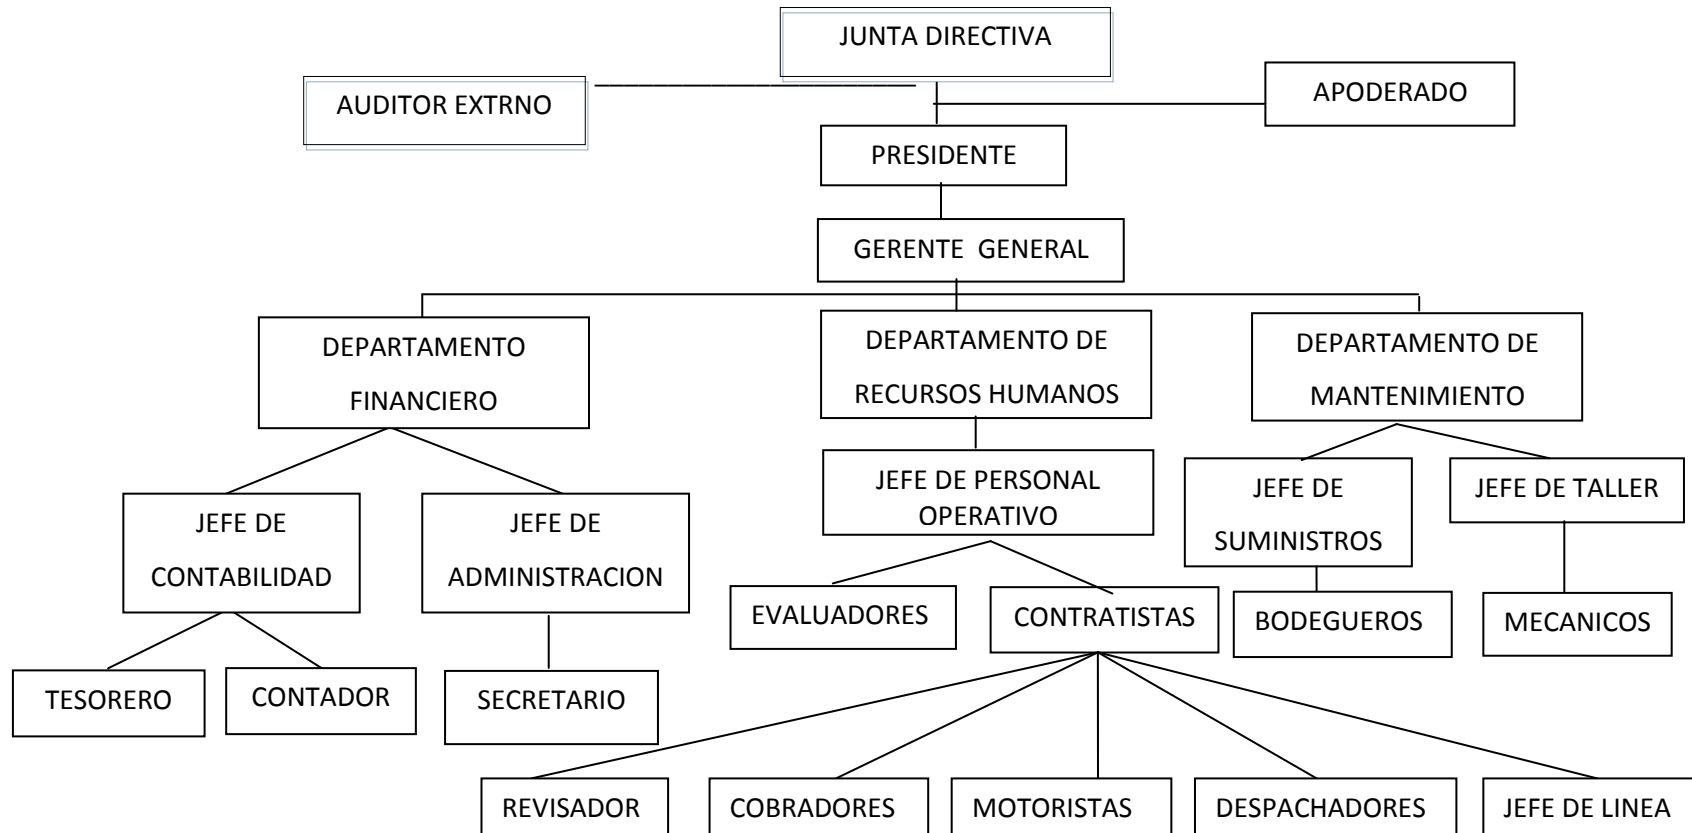 JUNTA DIRECTIVA
AUDITOR EXTRNO
APODERADO
PRESIDENTE
GERENTE GENERAL
DEPARTAMENTO
FINANCIERO
DEPARTAMENTO DE
RECURSOS HUMANOS
DEPARTAMENTO DE
MANTENIMIENTO
JEFE DE
CONTABILIDAD
JEFE DE
ADMINISTRACION
JEFE DE PERSONAL
OPERATIVO
JEFE DE
SUMINISTROS
JEFE DE TALLER
EVALUADORES
CONTRATISTAS
BODEGUEROS
MECANICOS
TESORERO
CONTADOR
SECRETARIO
REVISADOR
COBRADORES
MOTORISTAS
DESPACHADORES
JEFE DE LINEA